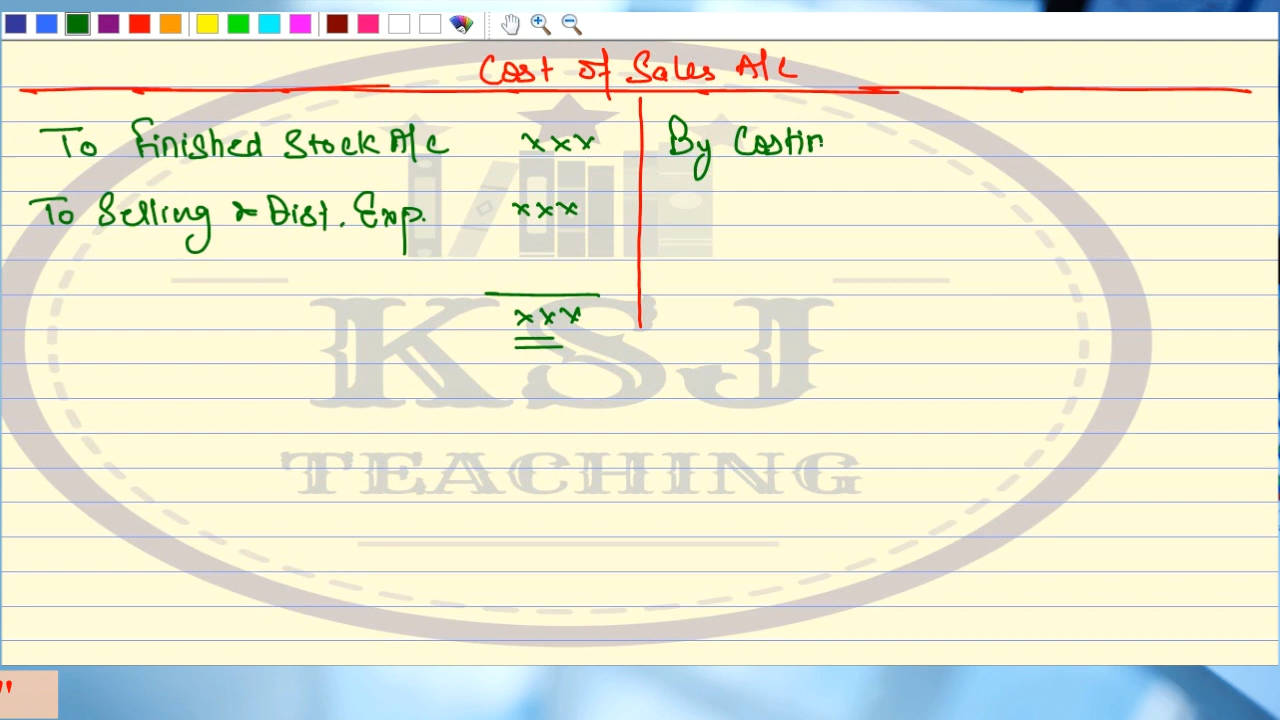 Cost of Sales A/c
To Finished Stock A/c xxx By Costin
To Selling & Dist. Exp. xxx
xxx
KSJ
TEACHING
"